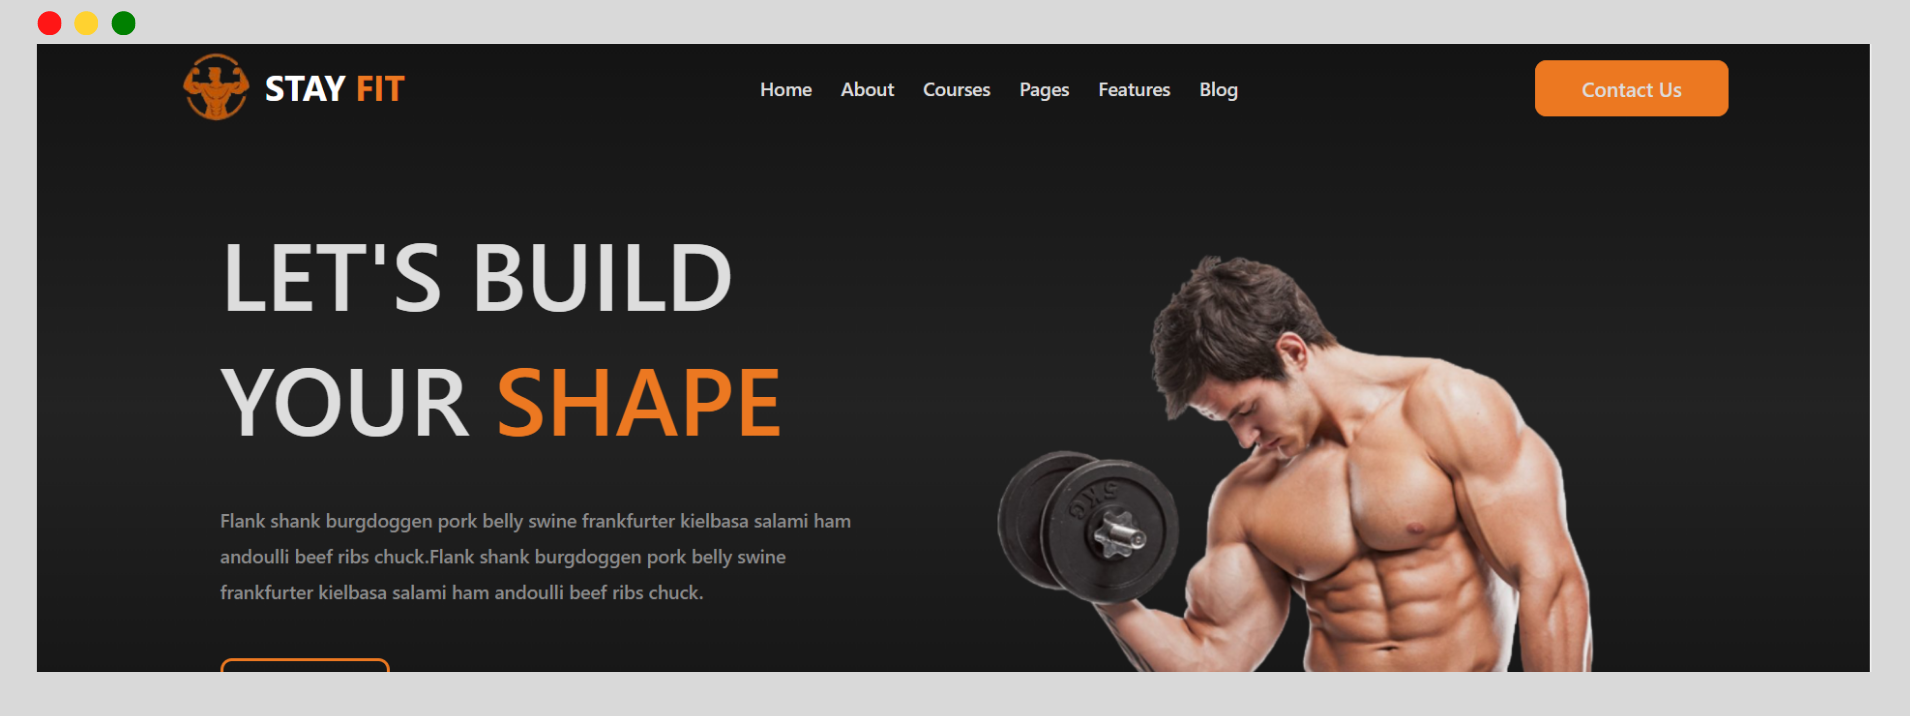 STAY FIT
Home About Courses Pages Features Blog
Contact Us
LET'S BUILD
YOUR SHAPE
Flank shank burgdoggen pork belly swine frankfurter kielbasa salami ham
andoulli beef ribs chuck.Flank shank burgdoggen pork belly swine
frankfurter kielbasa salami ham andoulli beef ribs chuck.
5KG